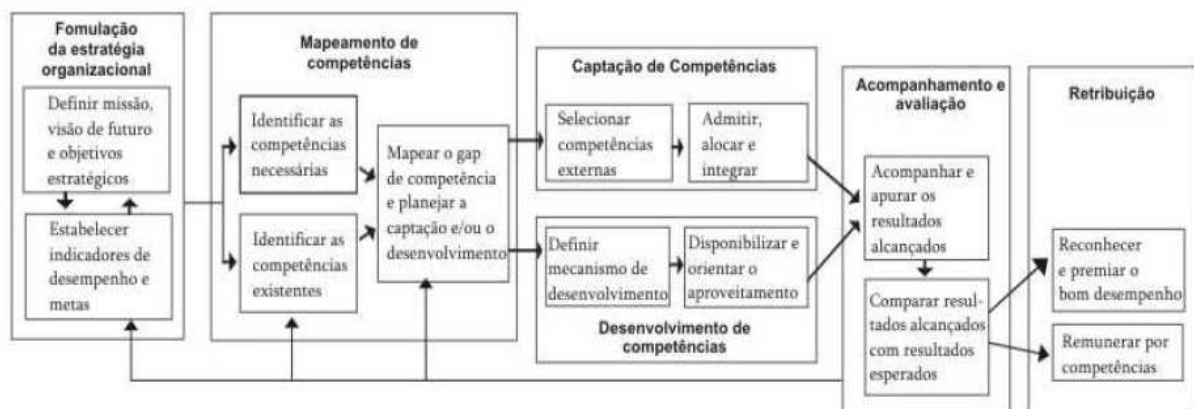 Fomulação
da estratégia
organizacional
Definir missão,
visão de futuro
e objetivos
estratégicos
Estabelecer
indicadores de
desempenho e
metas
Mapeamento de
competências
Identificar as
competências
necessárias
Identificar as
competências
existentes
Mapear o gap
de competência
e planejar a
captação e/ou o
desenvolvimento
Captação de Competências
Selecionar
competências
externas
Admitir,
alocar e
integrar
Definir
mecanismo de
desenvolvimento
Disponibilizar e
orientar o
aproveitamento
Desenvolvimento de
competências
Acompanhamento e
avaliação
Acompanhar e
apurar os
resultados
alcançados
Comparar resul-
tados alcançados
com resultados
esperados
Retribuição
Reconhecer
e premiar o
bom desempenho
Remunerar por
competências